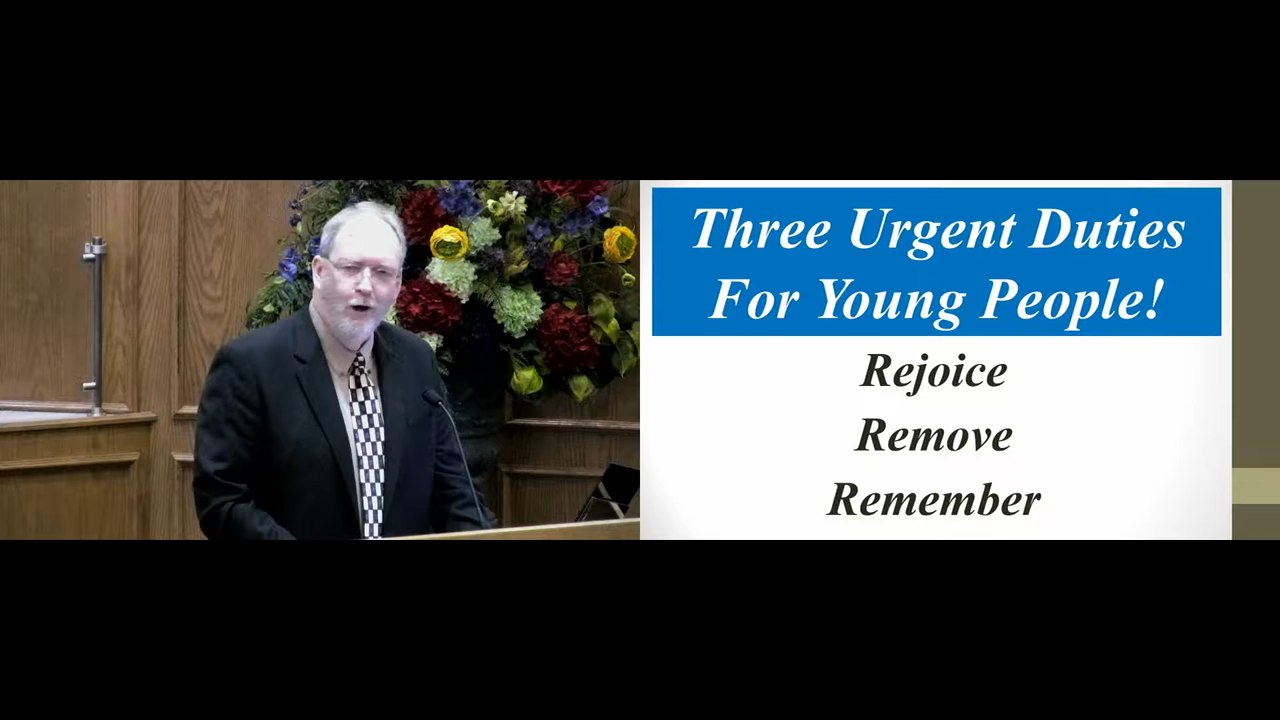 Three Urgent Duties
For Young People!
Rejoice
Remove
Remember